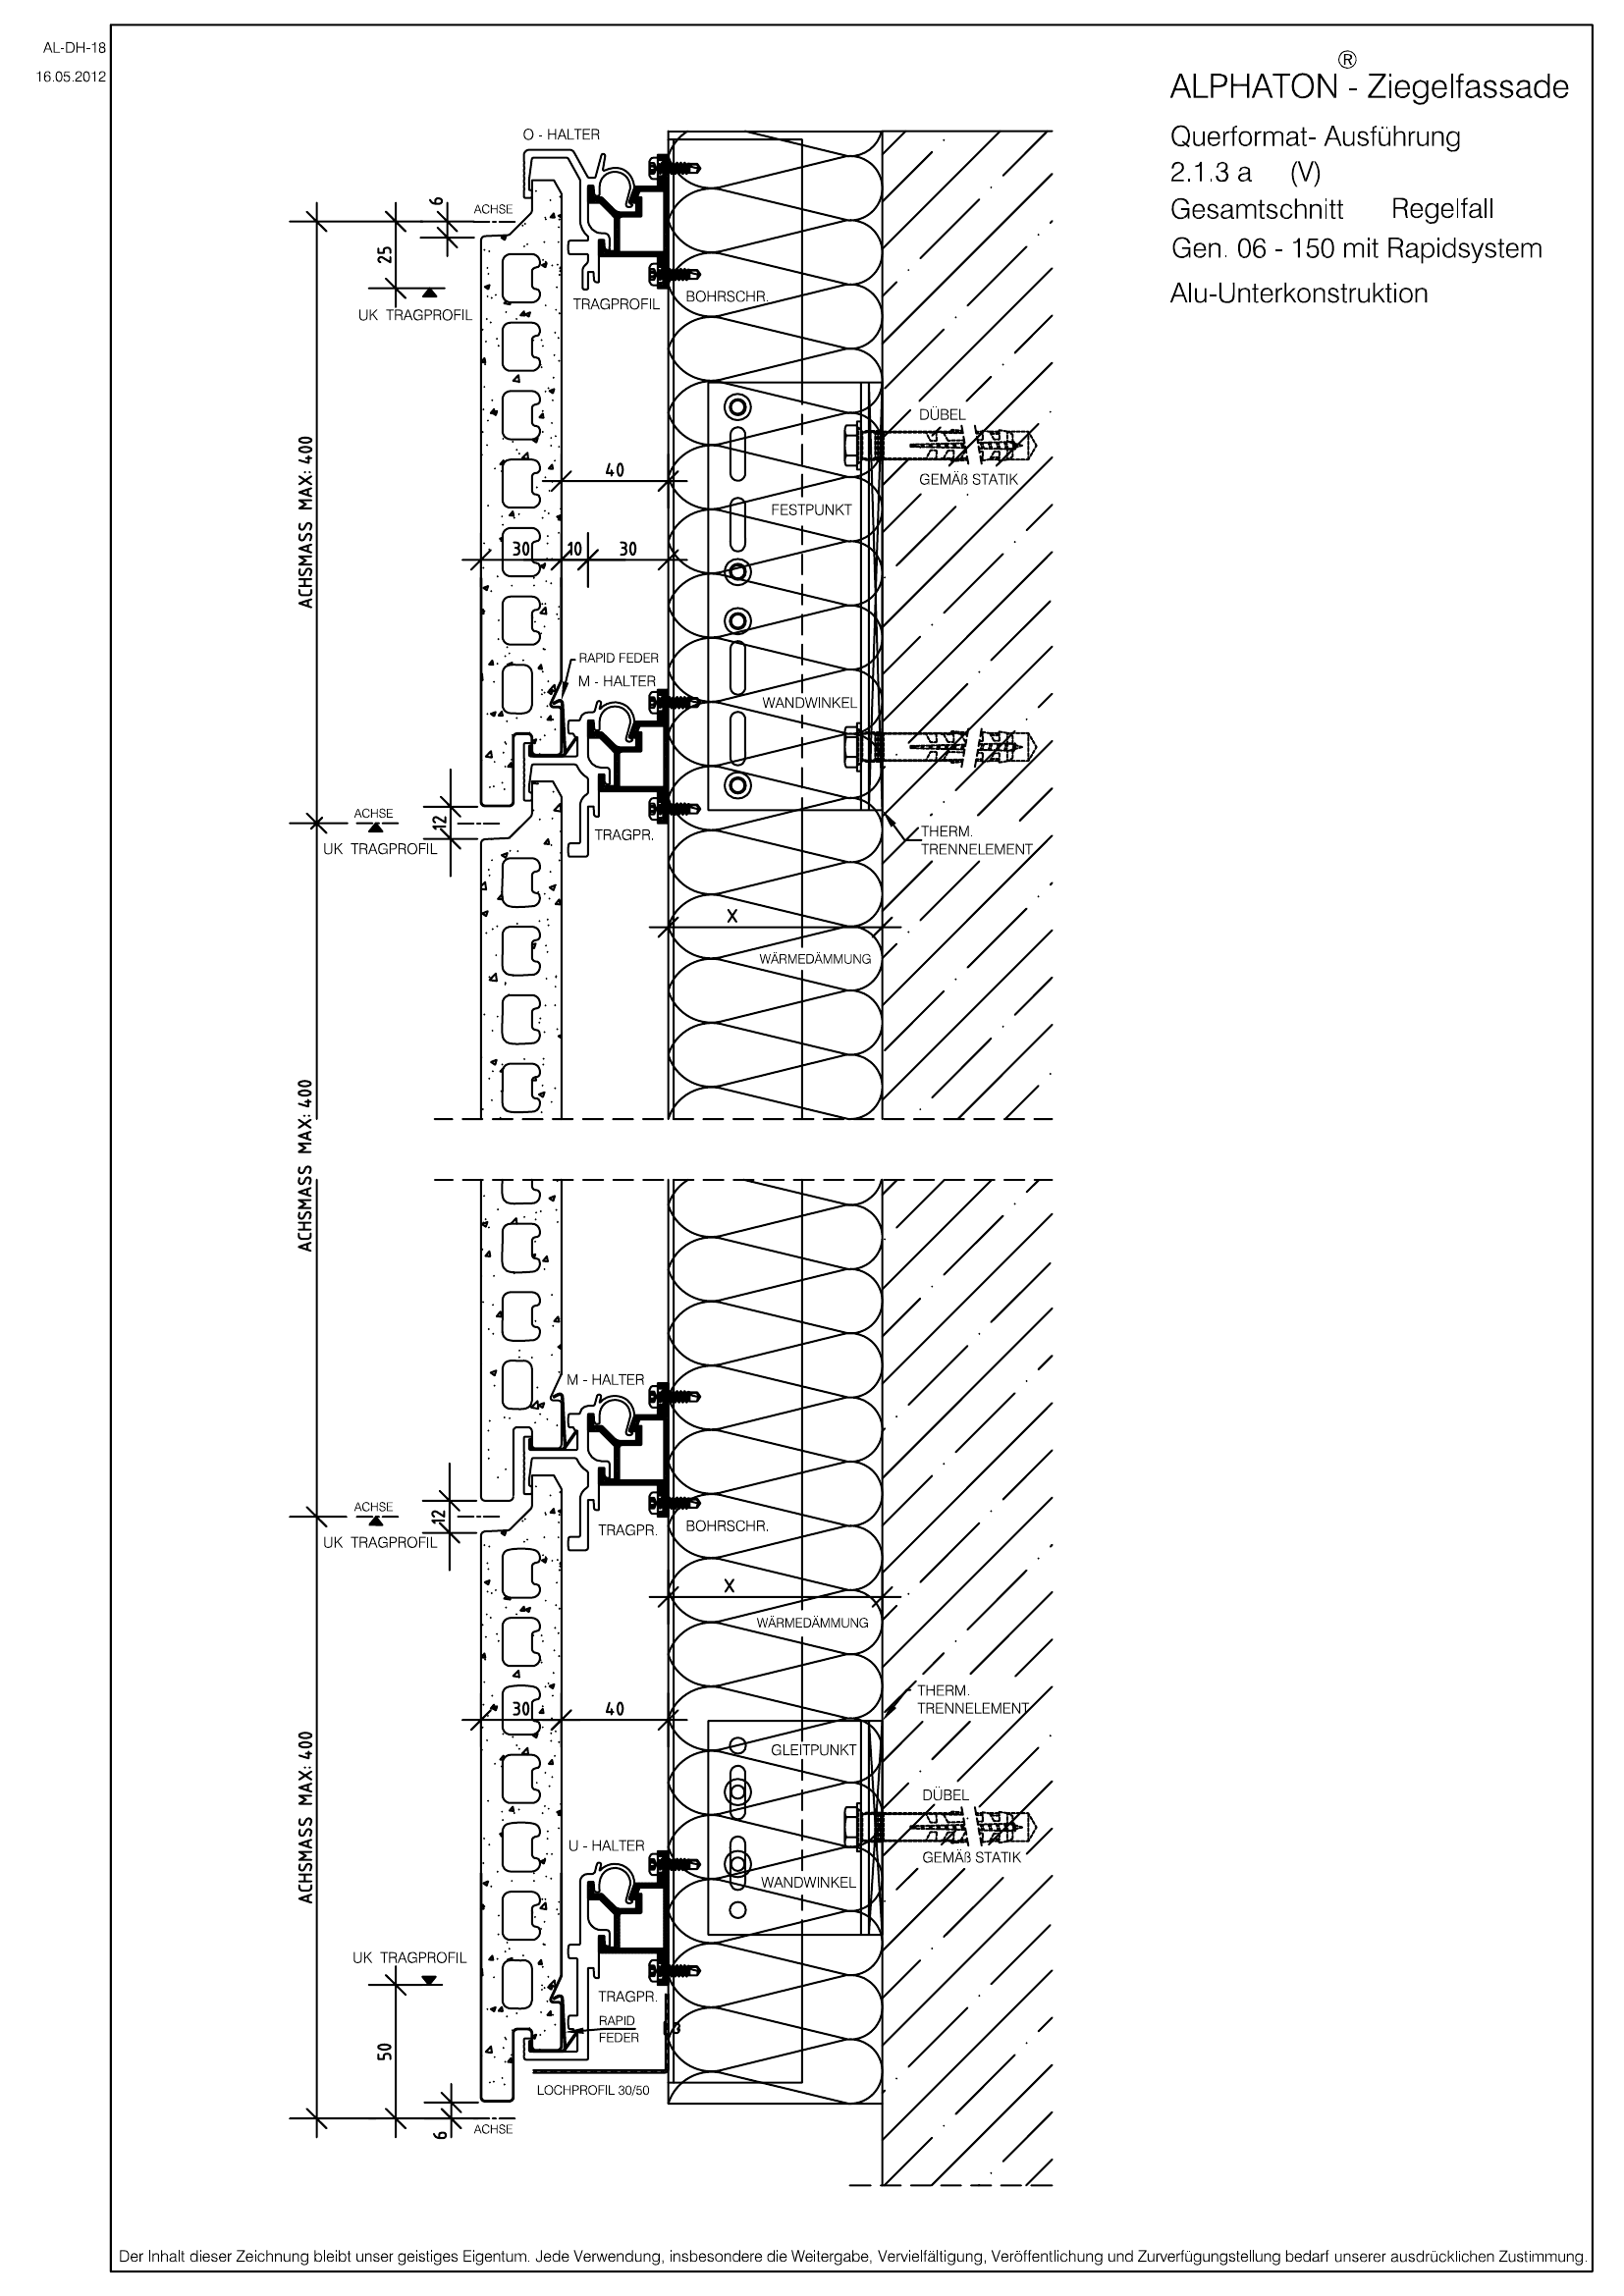 AL-DH-18
16.05.2012
®
ALPHATON - Ziegelfassade
Querformat- Ausführung
2.1.3 a (V)
Gesamtschnitt Regelfall
Gen. 06 - 150 mit Rapidsystem
Alu-Unterkonstruktion
O - HALTER
6
ACHSE
25
UK TRAGPROFIL
TRAGPROFIL
BOHRSCHR.
DÜBEL
GEMÄß STATIK
ACHSMASS MAX: 400
40
FESTPUNKT
30
10
30
RAPID FEDER
M - HALTER
WANDWINKEL
ACHSE
12
UK TRAGPROFIL
TRAGPR.
THERM.
TRENNELEMENT
X
WÄRMEDÄMMUNG
ACHSMASS MAX: 400
M - HALTER
ACHSE
12
UK TRAGPROFIL
TRAGPR.
BOHRSCHR.
X
WÄRMEDÄMMUNG
THERM.
TRENNELEMENT
30
40
GLEITPUNKT
DÜBEL
GEMÄß STATIK
ACHSMASS MAX: 400
U - HALTER
WANDWINKEL
UK TRAGPROFIL
TRAGPR.
RAPID
FEDER
50
LOCHPROFIL 30/50
6
ACHSE
Der Inhalt dieser Zeichnung bleibt unser geistiges Eigentum. Jede Verwendung, insbesondere die Weitergabe, Vervielfältigung, Veröffentlichung und Zurverfügungstellung bedarf unserer ausdrücklichen Zustimmung.